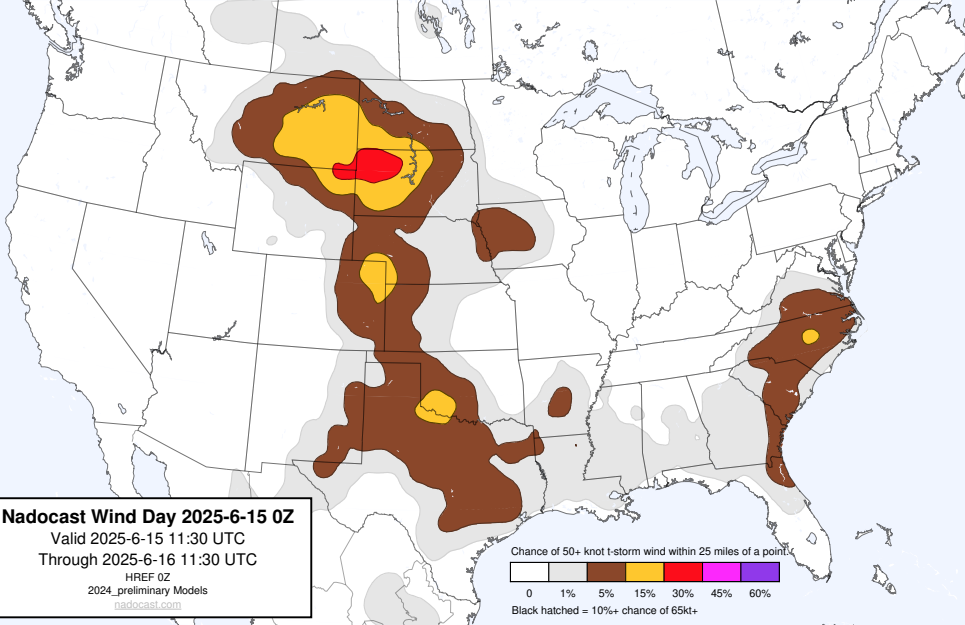 Nadocast Wind Day 2025-6-15 0Z
Valid 2025-6-15 11:30 UTC
Through 2025-6-16 11:30 UTC
HREF 0Z
2024_preliminary Models
nadocast.com
Chance of 50+ knot t-storm wind within 25 miles of a point.
0 1% 5% 15% 30% 45% 60%
Black hatched = 10%+ chance of 65kt+